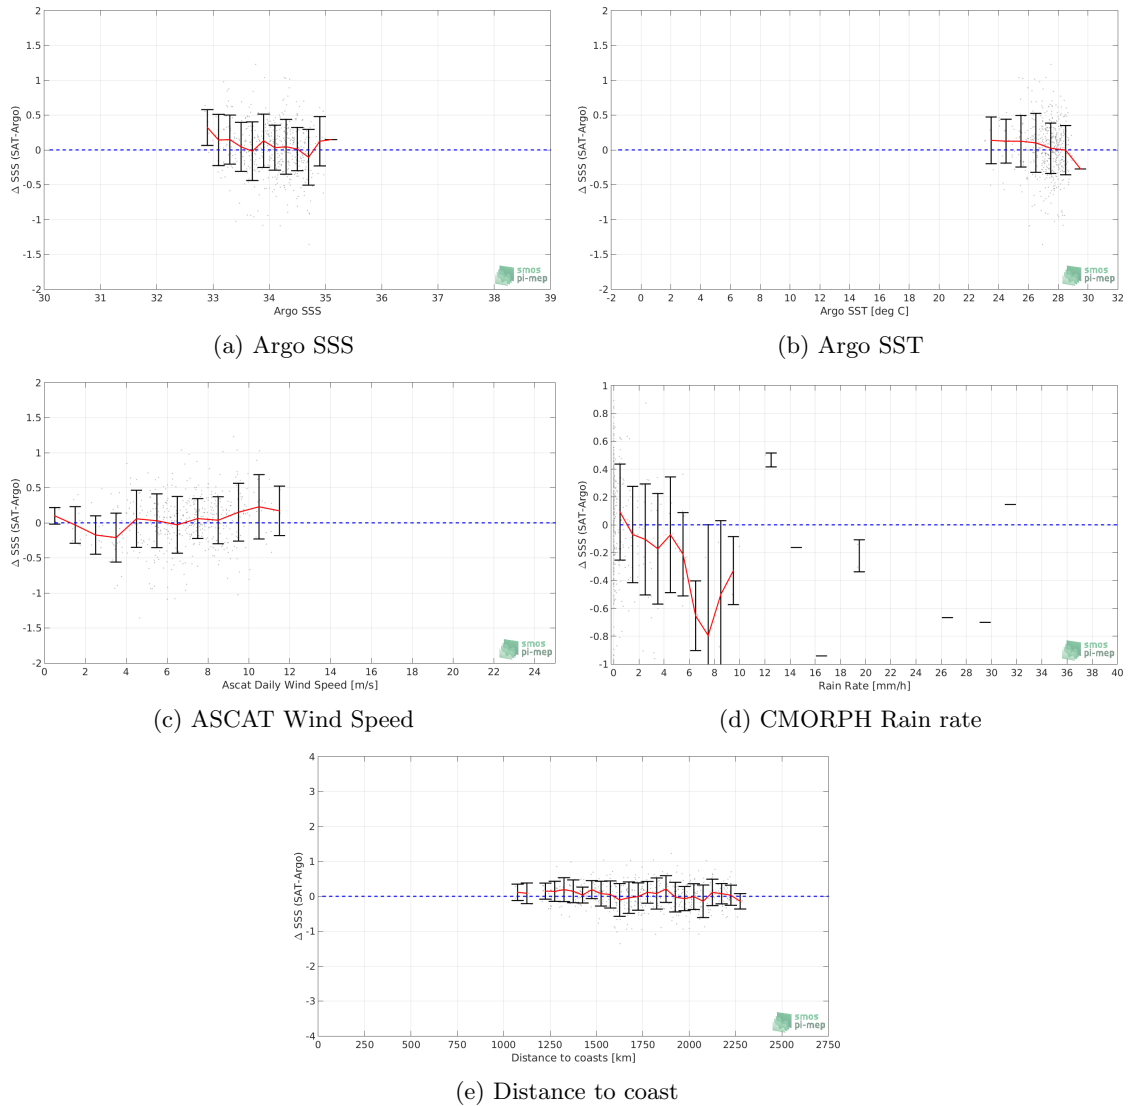 2
1.5
1
0.5
0
-0.5
-1
-1.5
-2
Δ SSS (SAT-Argo)
30 31 32 33 34 35 36 37 38 39
Argo SSS
smos
pi-mep
(a) Argo SSS
2
1.5
1
0.5
0
-0.5
-1
-1.5
-2
Δ SSS (SAT-Argo)
-2 0 2 4 6 8 10 12 14 16 18 20 22 24 26 28 30 32
Argo SST [deg C]
smos
pi-mep
(b) Argo SST
2
1.5
1
0.5
0
-0.5
-1
-1.5
-2
Δ SSS (SAT-Argo)
0 2 4 6 8 10 12 14 16 18 20 22 24
Ascat Daily Wind Speed [m/s]
smos
pi-mep
(c) ASCAT Wind Speed
1
0.8
0.6
0.4
0.2
0
-0.2
-0.4
-0.6
-0.8
-1
Δ SSS (SAT-Argo)
0 2 4 6 8 10 12 14 16 18 20 22 24 26 28 30 32 34 36 38 40
Rain Rate [mm/h]
smos
pi-mep
(d) CMORPH Rain rate
4
3
2
1
0
-1
-2
-3
-4
Δ SSS (SAT-Argo)
0 250 500 750 1000 1250 1500 1750 2000 2250 2500 2750
Distance to coasts [km]
smos
pi-mep
(e) Distance to coast